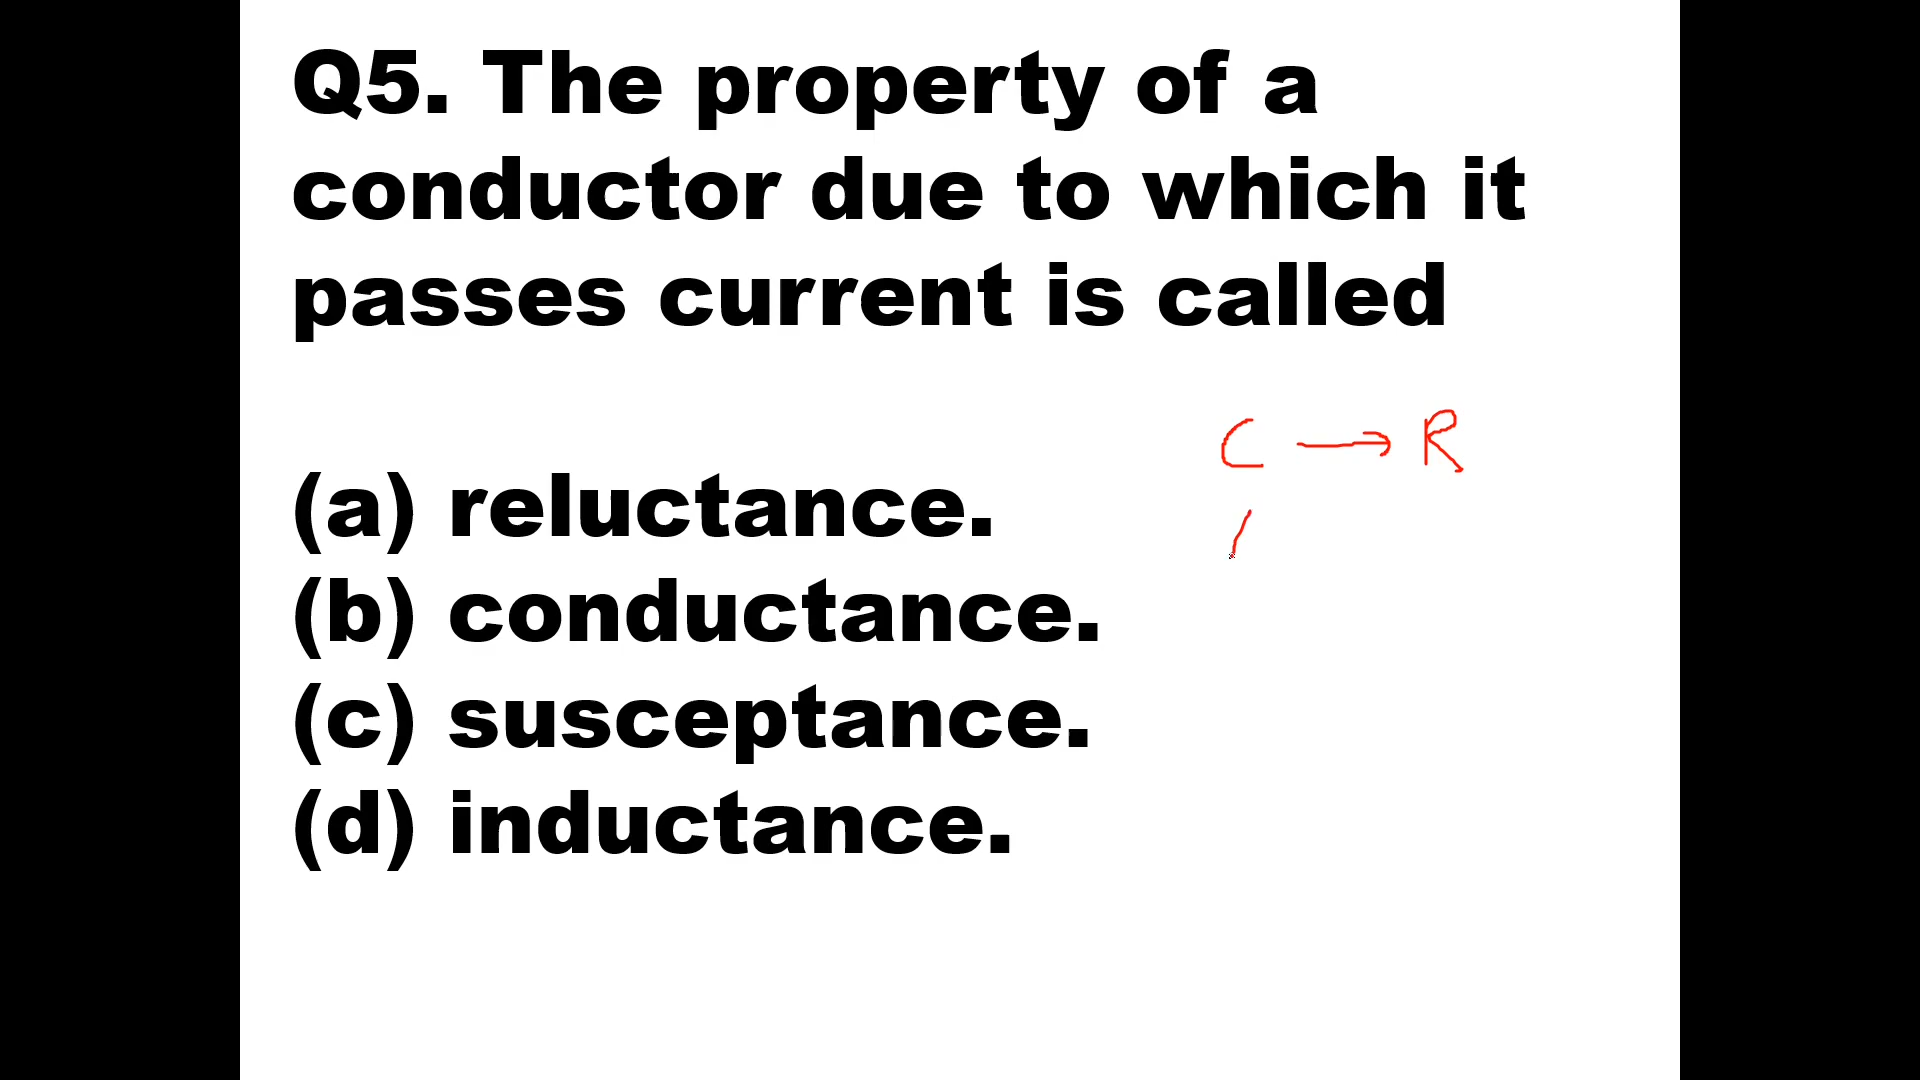 Q5. The property of a
conductor due to which it
passes current is called
C → R
(a) reluctance.
(b) conductance.
(c) susceptance.
(d) inductance.